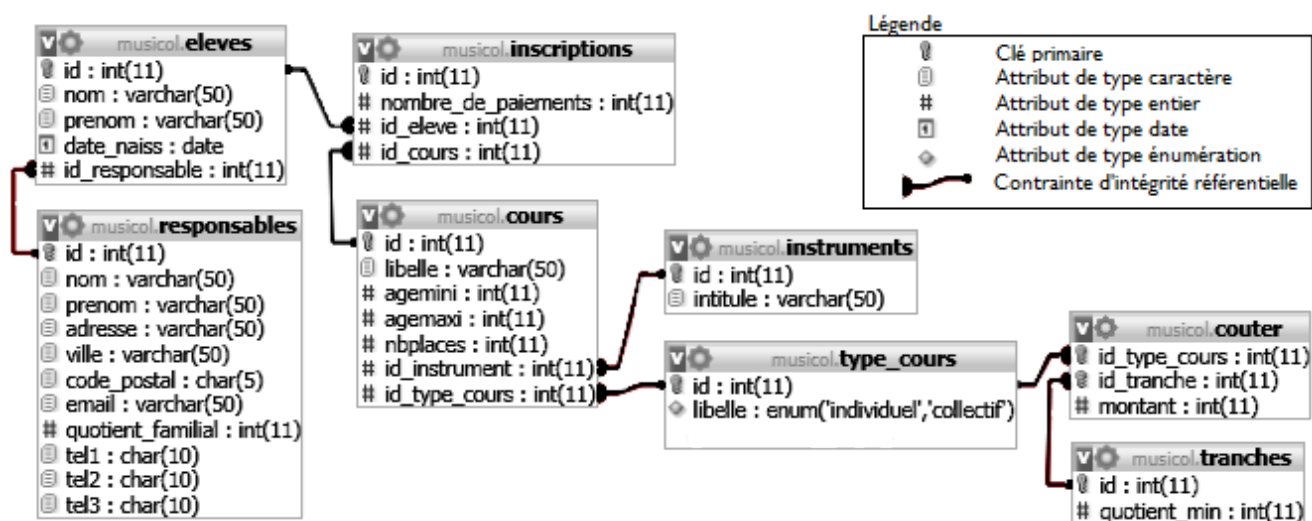 musicol.eleves
id : int(11)
nom : varchar(50)
prenom : varchar(50)
date_naiss : date
# id_responsable : int(11)
musicol.responsables
id : int(11)
nom : varchar(50)
prenom : varchar(50)
adresse : varchar(50)
ville : varchar(50)
code_postal : char(5)
email : varchar(50)
# quotient_familial : int(11)
tel1 : char(10)
tel2 : char(10)
tel3 : char(10)
musicol.inscriptions
id : int(11)
# nombre_de_paiements : int(11)
# id_eleve : int(11)
# id_cours : int(11)
musicol.cours
id : int(11)
libelle : varchar(50)
# agemini : int(11)
# agemaxi : int(11)
# nbplaces : int(11)
# id_instrument : int(11)
# id_type_cours : int(11)
musicol.instruments
id : int(11)
intitule : varchar(50)
musicol.type_cours
id : int(11)
libelle : enum('individuel','collectif')
musicol.couter
id_type_cours : int(11)
id_tranche : int(11)
# montant : int(11)
musicol.tranches
id : int(11)
# quotient_min : int(11)
Légende
Clé primaire
Attribut de type caractère
# Attribut de type entier
Attribut de type date
Attribut de type énumération
Contrainte d'intégrité référentielle